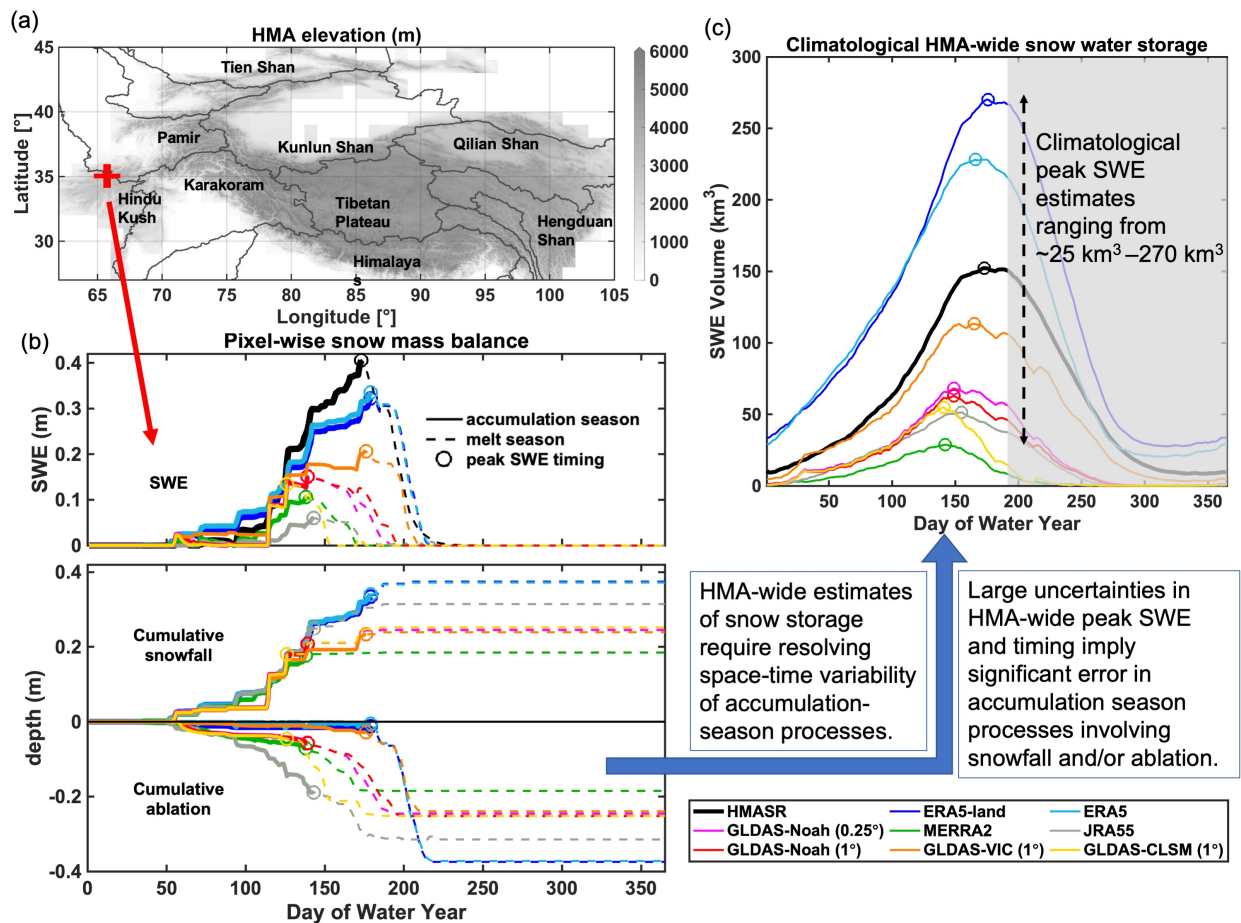 (a)
HMA elevation (m)
45
40
35
30
Latitude [°]
65
70
75
80
85
90
95
100
105
Longitude [°]
6000
5000
4000
3000
2000
1000
0
Tien Shan
Pamir
Kunlun Shan
Qilian Shan
Karakoram
Hindu
Kush
Tibetan
Plateau
Hengduan
Shan
Himalaya
s
(b)
Pixel-wise snow mass balance
0.4
0.3
0.2
0.1
0
SWE (m)
SWE
accumulation season
melt season
peak SWE timing
0.4
0.2
0
-0.2
-0.4
depth (m)
Cumulative
snowfall
Cumulative
ablation
0
50
100
150
200
250
300
350
Day of Water Year
(c)
Climatological HMA-wide snow water storage
300
250
200
150
100
50
0
SWE Volume (km³)
Climatological
peak SWE
estimates
ranging from
~25 km³ –270 km³
50
100
150
200
250
300
350
Day of Water Year
HMA-wide estimates
of snow storage
require resolving
space-time variability
of accumulation-
season processes.
Large uncertainties in
HMA-wide peak SWE
and timing imply
significant error in
accumulation season
processes involving
snowfall and/or ablation.
HMASR
ERA5-land
ERA5
GLDAS-Noah (0.25°)
MERRA2
JRA55
GLDAS-Noah (1°)
GLDAS-VIC (1°)
GLDAS-CLSM (1°)